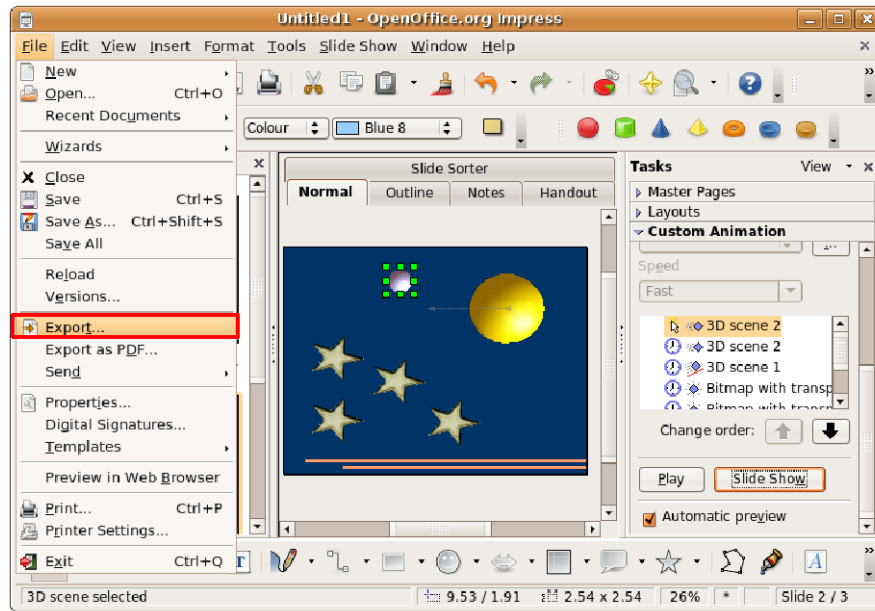 Untitled1 - OpenOffice.org Impress
File Edit View Insert Format Tools Slide Show Window Help
New
Open... Ctrl+O
Recent Documents
Wizards
Close
Save Ctrl+S
Save As... Ctrl+Shift+S
Save All
Reload
Versions...
Export...
Export as PDF...
Send
Properties...
Digital Signatures...
Templates
Preview in Web Browser
Print... Ctrl+P
Printer Settings...
Exit Ctrl+Q
Colour Blue 8
Slide Sorter
Normal Outline Notes Handout
Tasks View
Master Pages
Layouts
Custom Animation
Speed
Fast
3D scene 2
3D scene 2
3D scene 1
Bitmap with transp
Bitmap with transp
Change order:
Play Slide Show
Automatic preview
3D scene selected 9.53 / 1.91 2.54 x 2.54 26% * Slide 2 / 3